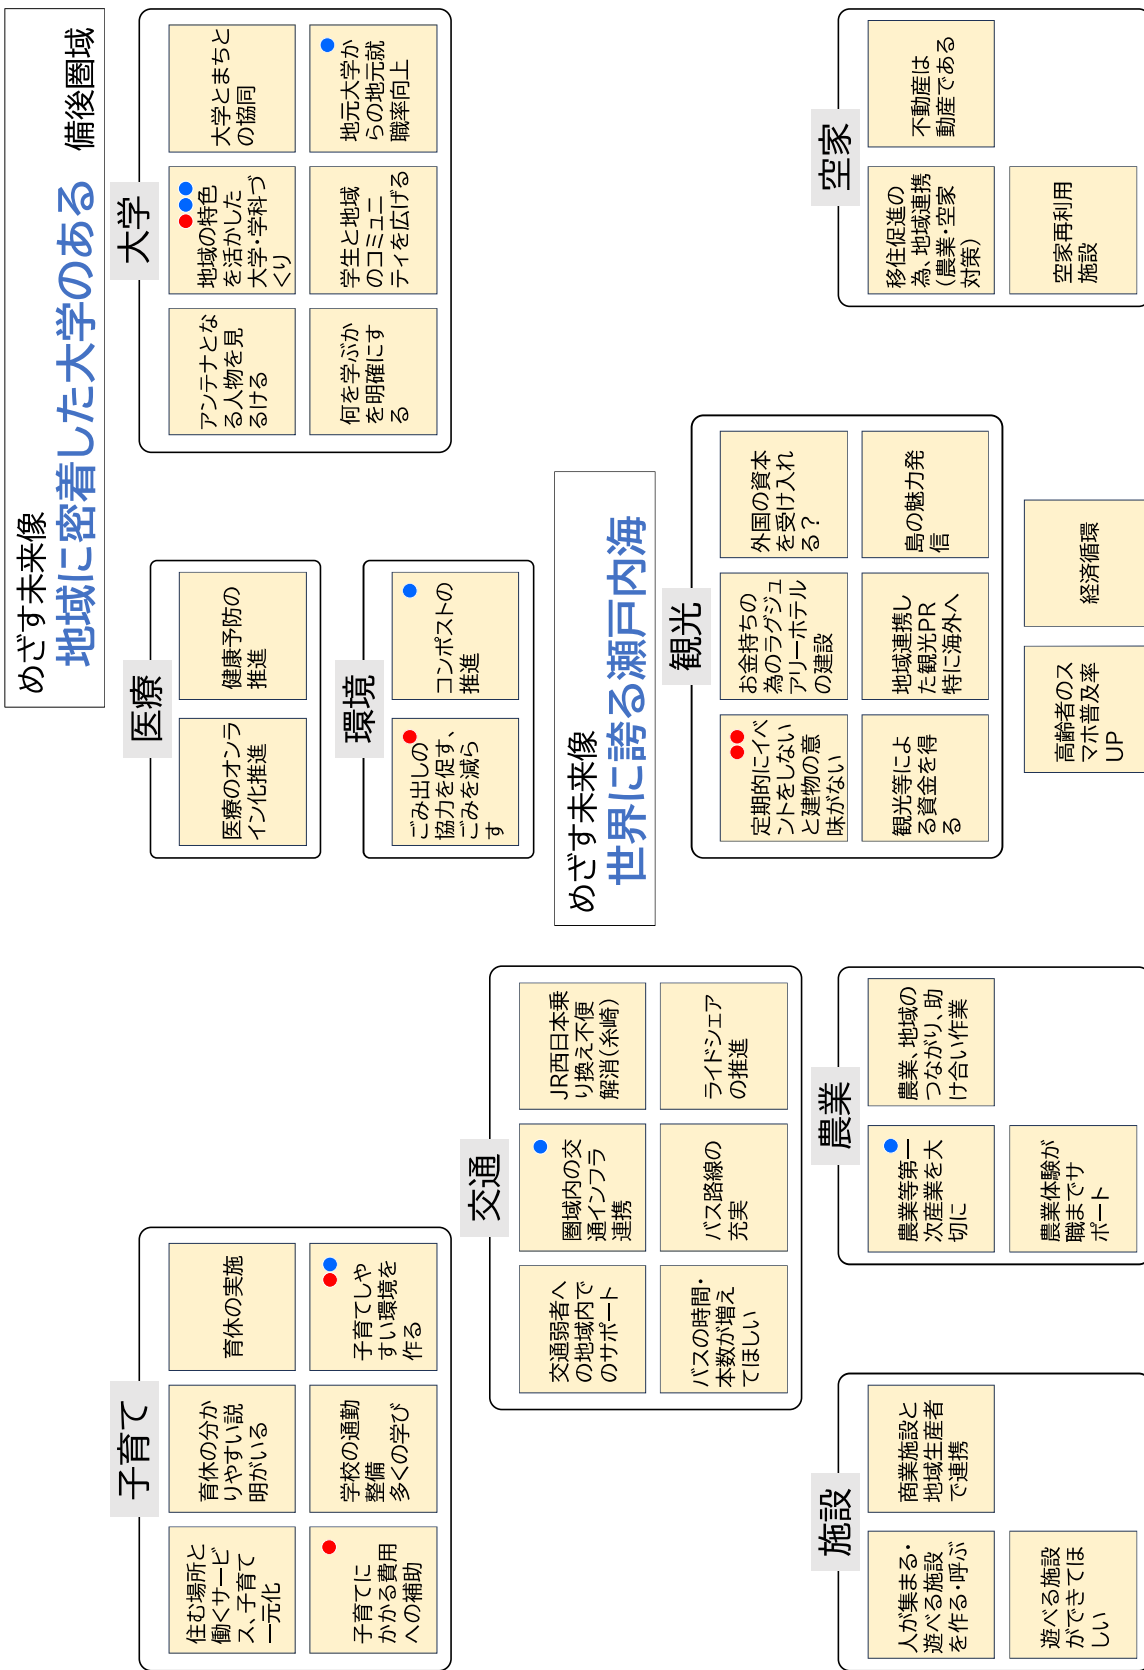 めざす未来像
地域に密着した大学のある　備後圏域
子育て
住む場所と
働くサービ
ス、子育て
一元化
育休の分か
りやすい説
明がいる
育休の実施
子育てに
かかる費用
への補助
学校の通勤
整備
多くの学び
子育てしや
すい環境を
作る
医療
医療のオンラ
イン化推進
健康予防の
推進
大学
アンテナとな
る人物を見
るける
地域の特色
を活かした
大学・学科づ
くり
大学とまちと
の協同
何を学ぶか
を明確にす
る
学生と地域
のコミュニ
ティを広げる
地元大学か
らの地元就
職率向上
環境
ごみ出しの
協力を促す、
ごみを減ら
す
コンポストの
推進
交通
交通弱者へ
の地域内で
のサポート
圏域内の交
通インフラ
連携
JR西日本乗
り換え不便
解消（糸崎）
バスの時間・
本数が増え
てほしい
バス路線の
充実
ライドシェア
の推進
めざす未来像
世界に誇る瀬戸内海
観光
定期的にイベ
ントをしない
と建物の意
味がない
お金持ちの
為のラグジュ
アリーホテル
の建設
外国の資本
を受け入れ
る？
観光等によ
る資金を得
る
地域連携し
た観光PR
特に海外へ
島の魅力発
信
施設
人が集まる・
遊べる施設
を作る・呼ぶ
商業施設と
地域生産者
で連携
遊べる施設
ができてほ
しい
農業
農業等第一
次産業を大
切に
農業、地域の
つながり、助
け合い作業
農業体験が
職までサ
ポート
高齢者のス
マホ普及率
UP
経済循環
空家
移住促進の
為、地域連携
（農業・空家
対策）
不動産は
動産である
空家再利用
施設